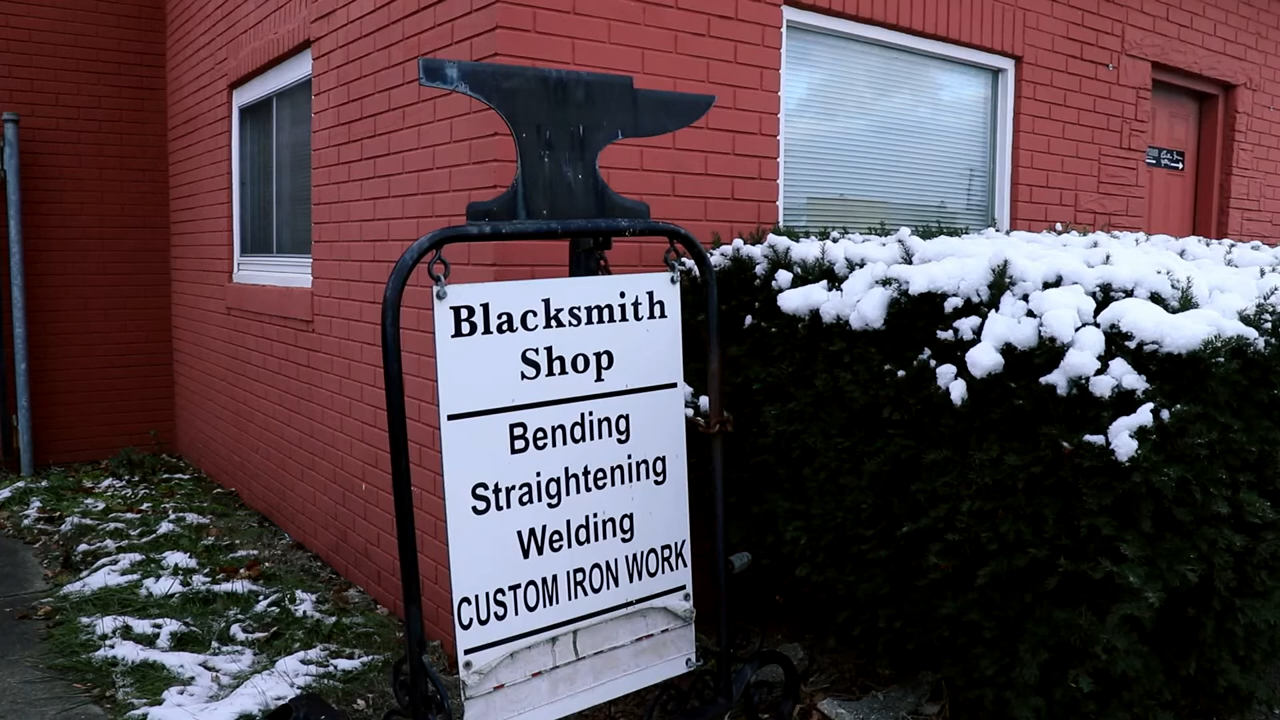 Blacksmith
Shop
Bending
Straightening
Welding
CUSTOM IRON WORK